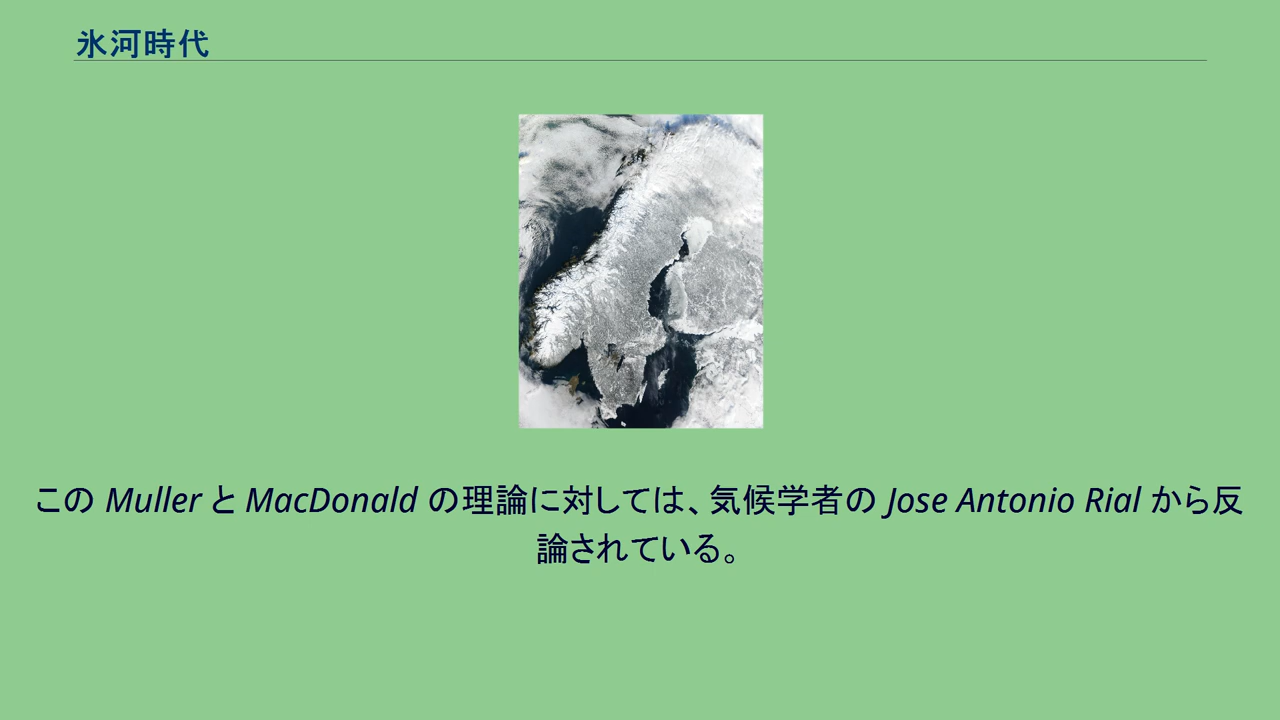 氷河時代
この Muller と MacDonald の理論に対しては、気候学者の Jose Antonio Rial から反
論されている。